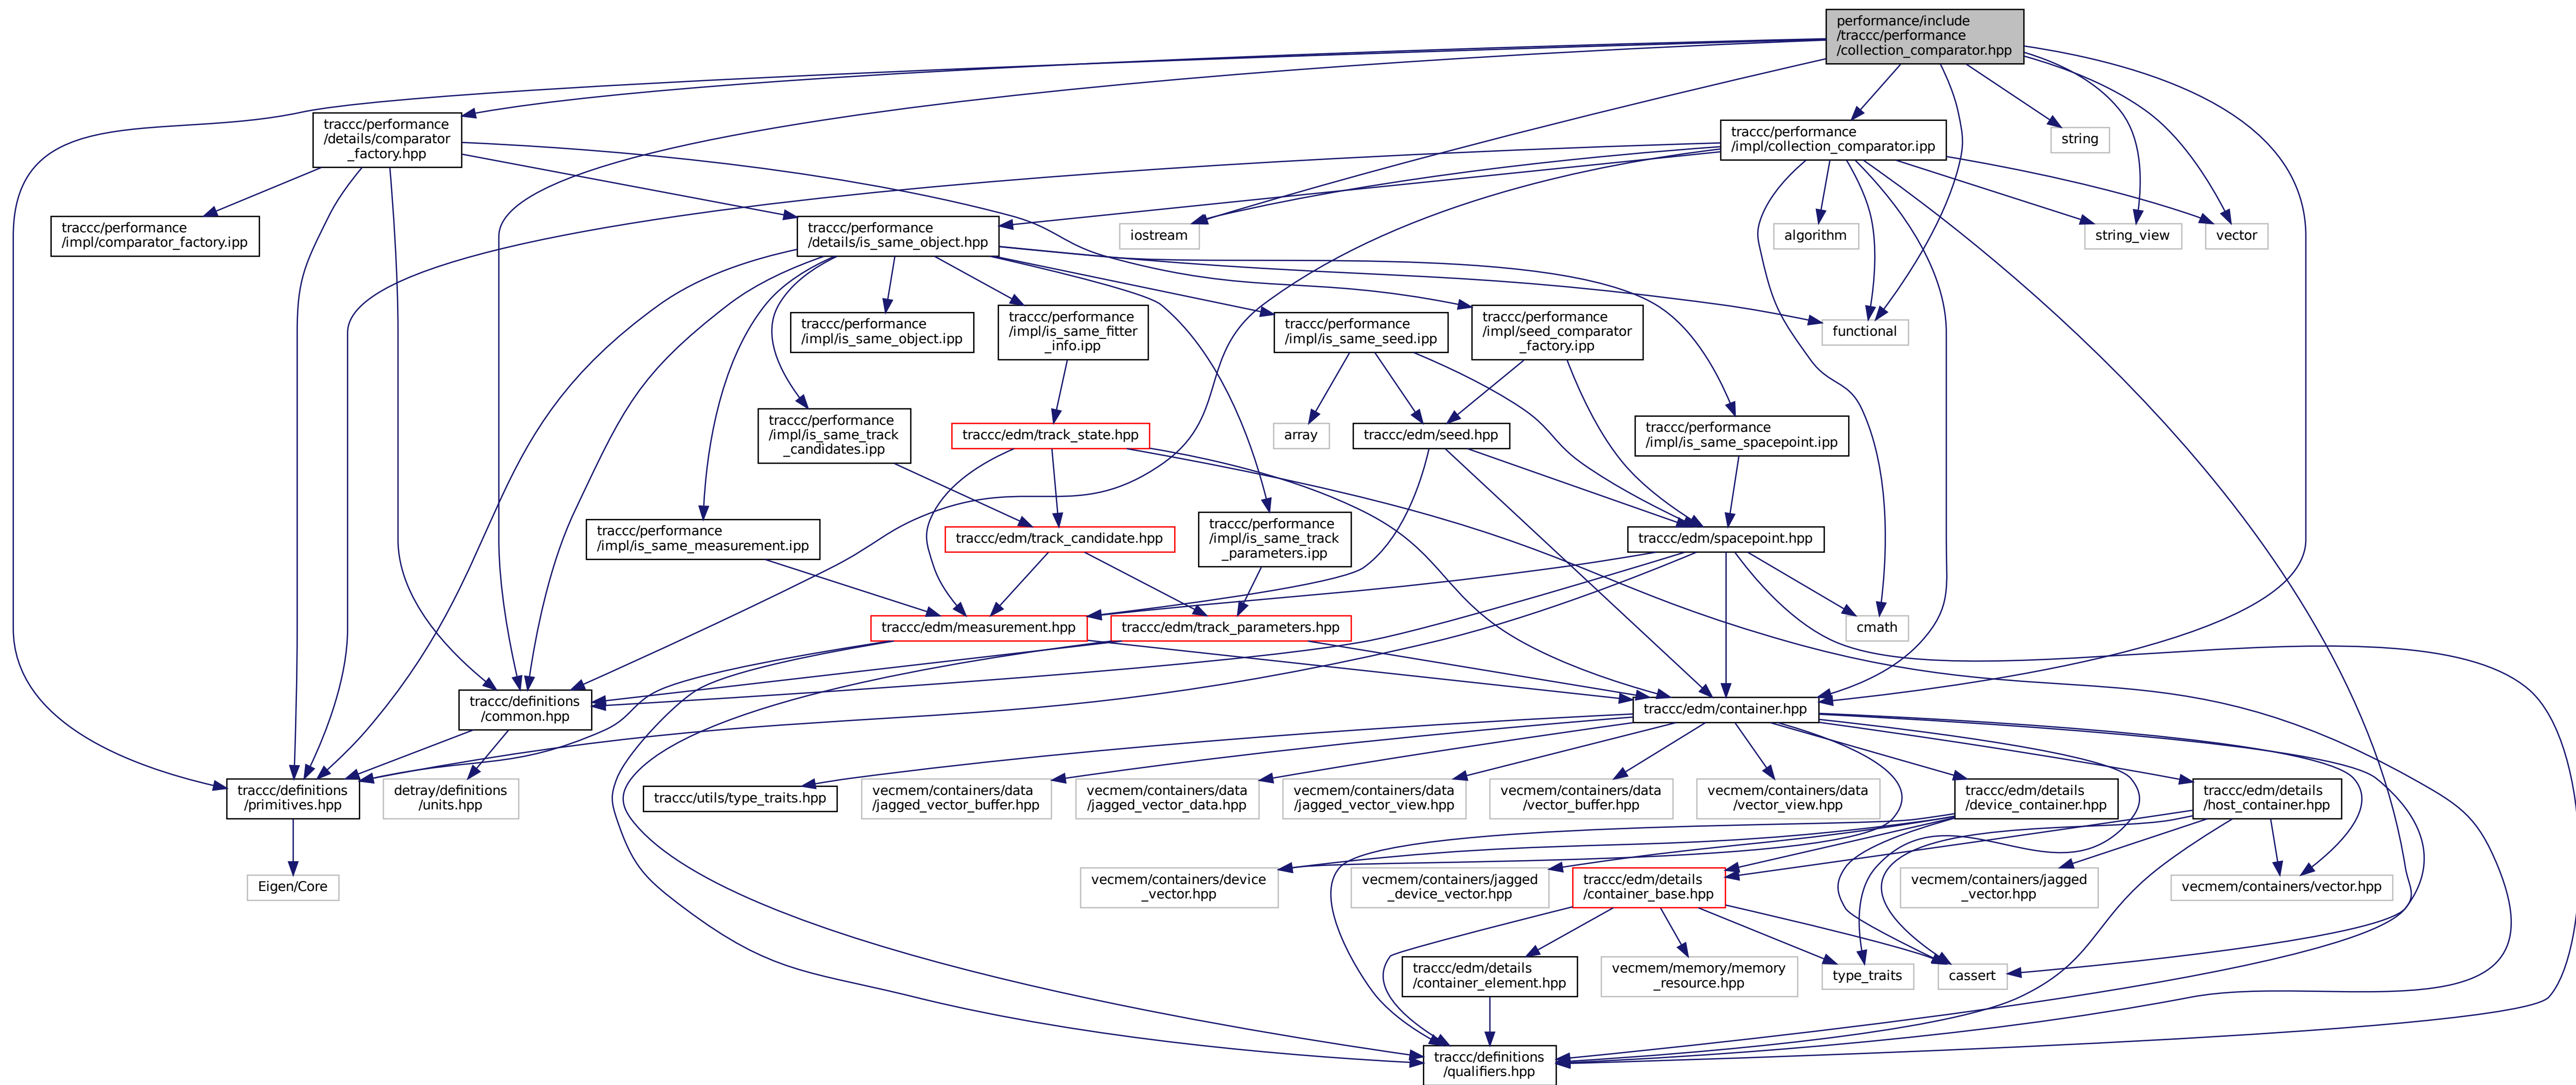 performance/include
/traccc/performance
/collection_comparator.hpp
traccc/performance
/details/comparator
_factory.hpp
traccc/performance
/impl/collection_comparator.ipp
string
traccc/performance
/impl/comparator_factory.ipp
traccc/performance
/details/is_same_object.hpp
iostream
algorithm
string_view
vector
traccc/performance
/impl/is_same_object.ipp
traccc/performance
/impl/is_same_fitter
_info.ipp
traccc/performance
/impl/is_same_seed.ipp
traccc/performance
/impl/seed_comparator
_factory.ipp
functional
traccc/performance
/impl/is_same_track
_candidates.ipp
traccc/edm/track_state.hpp
array
traccc/edm/seed.hpp
traccc/performance
/impl/is_same_spacepoint.ipp
traccc/performance
/impl/is_same_measurement.ipp
traccc/edm/track_candidate.hpp
traccc/performance
/impl/is_same_track
_parameters.ipp
traccc/edm/spacepoint.hpp
traccc/edm/measurement.hpp
traccc/edm/track_parameters.hpp
cmath
traccc/definitions
/common.hpp
traccc/edm/container.hpp
traccc/definitions
/primitives.hpp
detray/definitions
/units.hpp
traccc/utils/type_traits.hpp
vecmem/containers/data
/jagged_vector_buffer.hpp
vecmem/containers/data
/jagged_vector_data.hpp
vecmem/containers/data
/jagged_vector_view.hpp
vecmem/containers/data
/vector_buffer.hpp
vecmem/containers/data
/vector_view.hpp
traccc/edm/details
/device_container.hpp
traccc/edm/details
/host_container.hpp
Eigen/Core
vecmem/containers/device
_vector.hpp
vecmem/containers/jagged
_device_vector.hpp
traccc/edm/details
/container_base.hpp
vecmem/containers/jagged
_vector.hpp
vecmem/containers/vector.hpp
traccc/edm/details
/container_element.hpp
vecmem/memory/memory
_resource.hpp
type_traits
cassert
traccc/definitions
/qualifiers.hpp